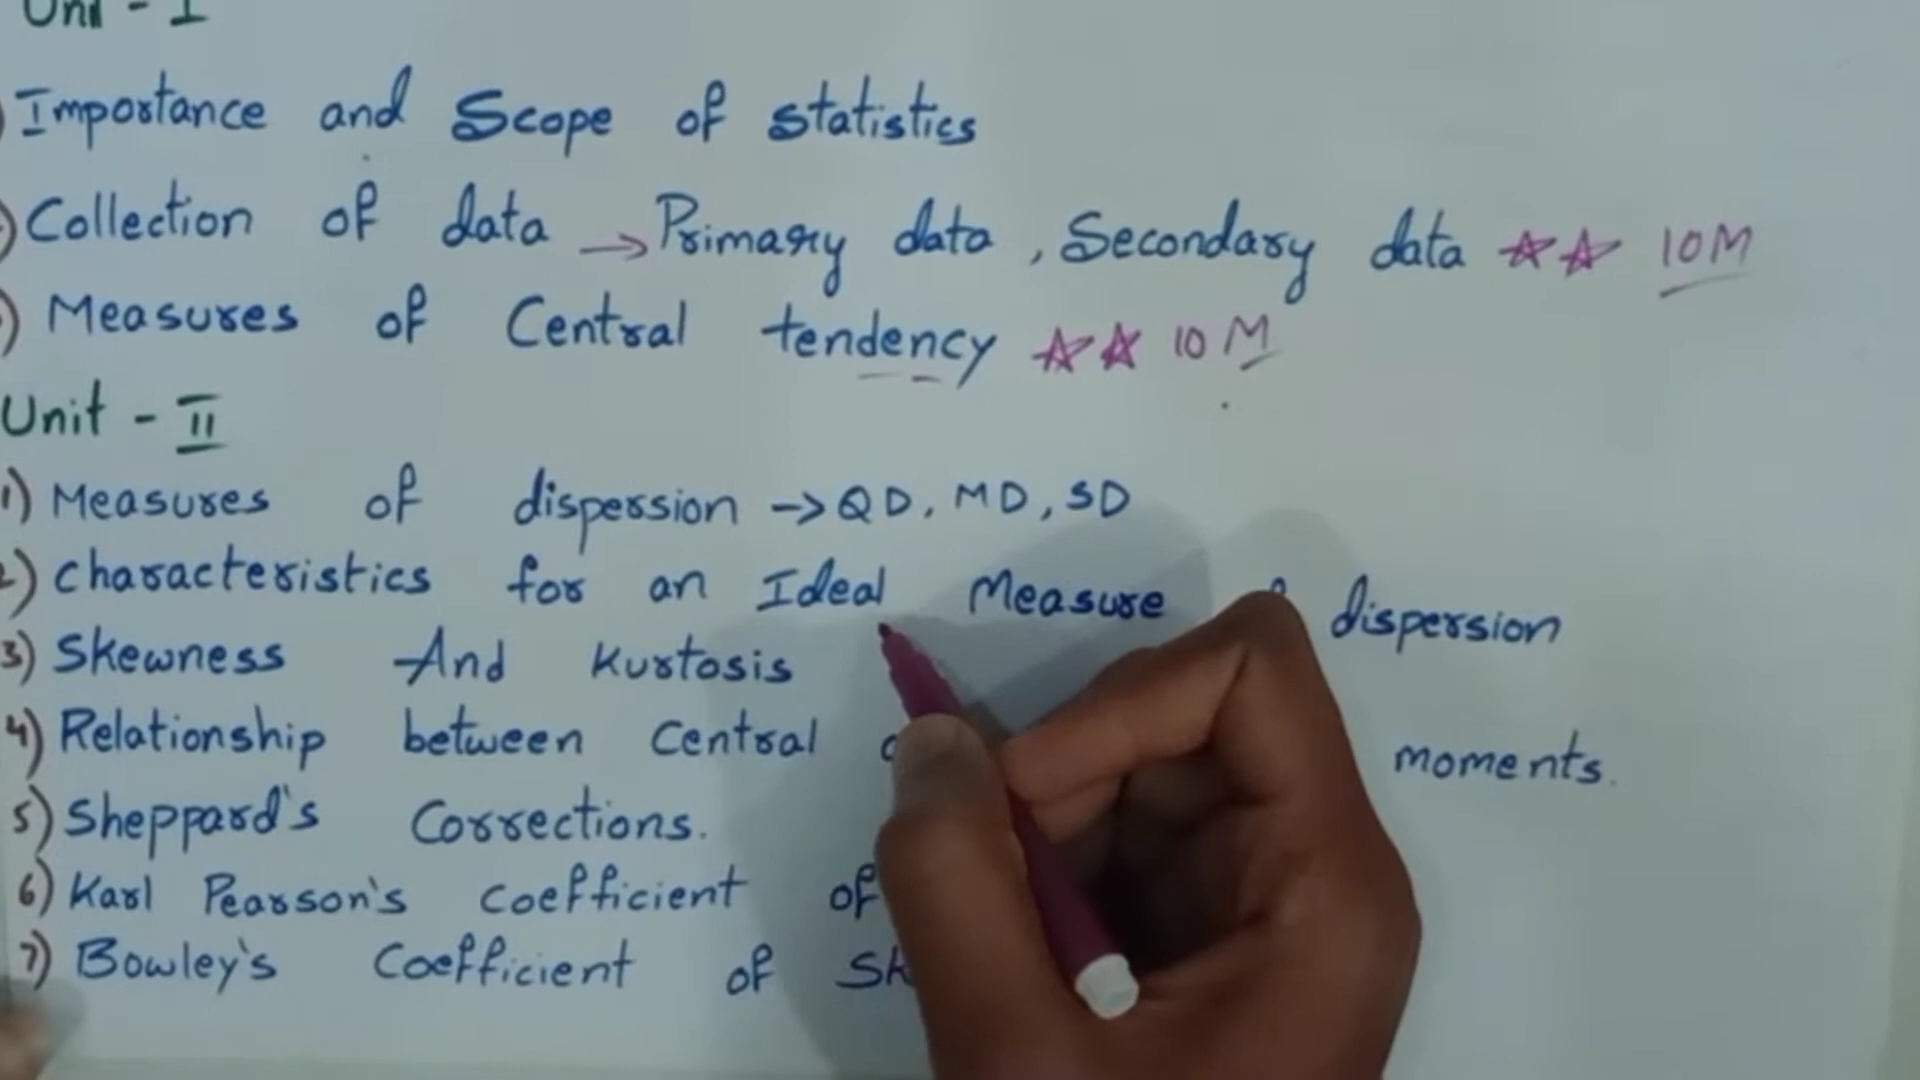 Unit - I
Importance and Scope of statistics
Collection of data → Primary data, Secondary data ☆☆ 10M
) Measures of Central tendency ☆☆ 10M
Unit - II
1) Measures of dispersion → QD, MD, SD
2) Characteristics for an Ideal Measure dispersion
3) Skewness And Kurtosis
4) Relationship between Central moments.
5) Sheppard's Corrections.
6) Karl Pearson's Coefficient of
7) Bowley's Coefficient of Sk